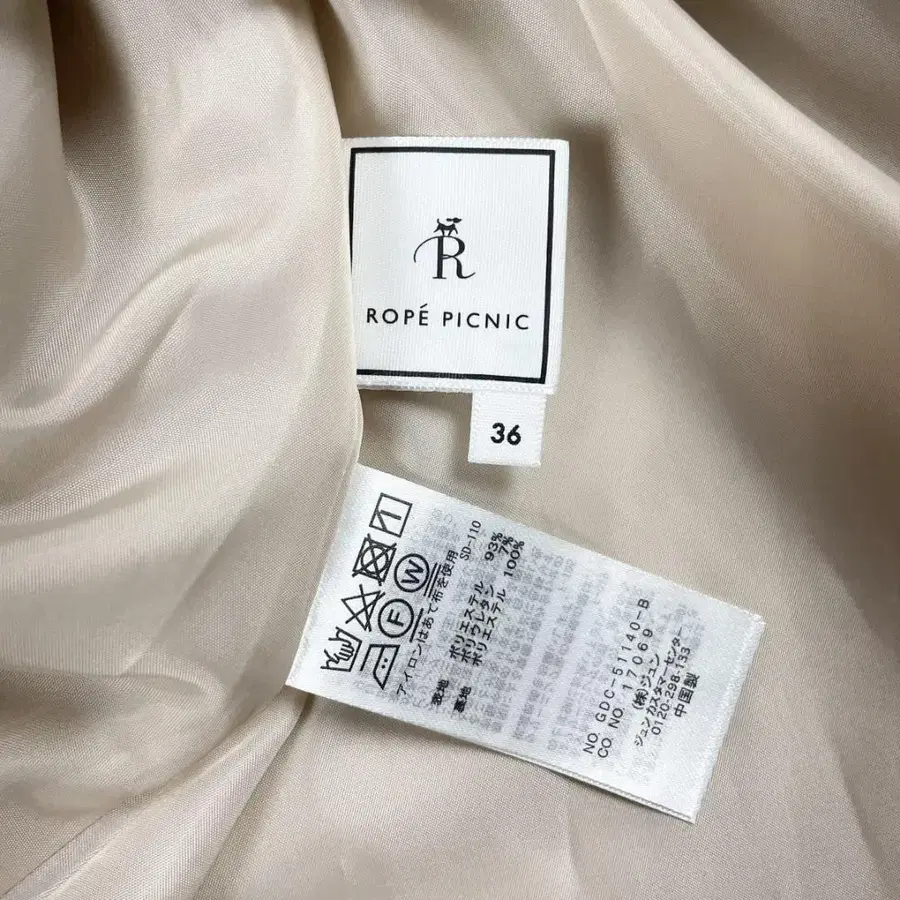 R
ROPÉ PICNIC
36
アイロンはあて布を使用 SD-110
表地 ポリエステル 93%
ポリウレタン 7%
裏地 ポリエステル 100%
NO. GDC-51140-B
CO. NO. 17069
(株)ジュン
ジュン カスタマーセンター
0120-298-133
中国製
W
F